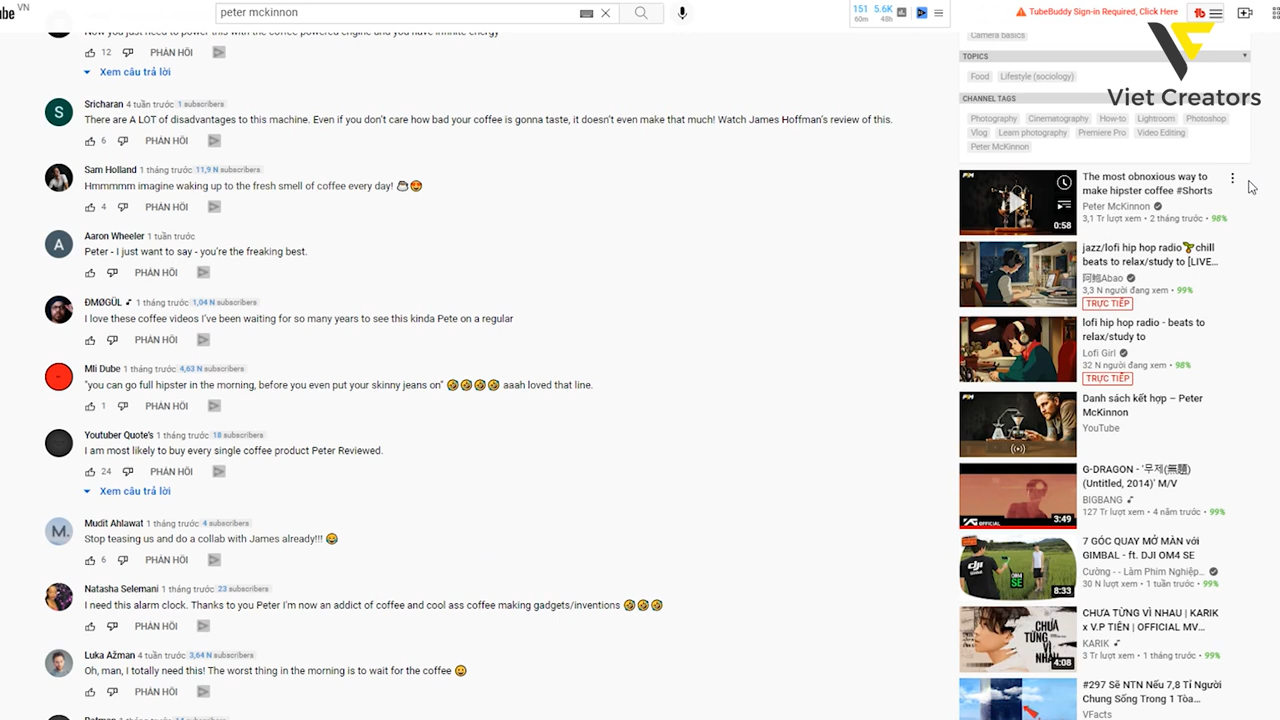 be VN
peter mckinnon
151 5.6K
60m 48h
TubeBuddy Sign-in Required, Click Here
tb
Now you just need to power this with the coffee powered engine and you have infinite energy
12 PHẢN HỒI
Xem câu trả lời
S
Sricharan 4 tuần trước 1 subscribers
There are A LOT of disadvantages to this machine. Even if you don't care how bad your coffee is gonna taste, it doesn't even make that much! Watch James Hoffman's review of this.
6 PHẢN HỒI
Sam Holland 1 tháng trước 11,9 N subscribers
Hmmmmm imagine waking up to the fresh smell of coffee every day! ☕😍
4 PHẢN HỒI
A
Aaron Wheeler 1 tuần trước
Peter - I just want to say - you're the freaking best.
PHẢN HỒI
ÐMØGÜL 1 tháng trước 1,04 N subscribers
I love these coffee videos I've been waiting for so many years to see this kinda Pete on a regular
PHẢN HỒI
Mli Dube 1 tháng trước 4,63 N subscribers
"you can go full hipster in the morning, before you even put your skinny jeans on" 🤣🤣🤣🤣 aaah loved that line.
1 PHẢN HỒI
Youtuber Quote's 1 tháng trước 18 subscribers
I am most likely to buy every single coffee product Peter Reviewed.
24 PHẢN HỒI
Xem câu trả lời
M.
Mudit Ahlawat 1 tháng trước 4 subscribers
Stop teasing us and do a collab with James already!!! 😂
6 PHẢN HỒI
Natasha Selemani 1 tháng trước 23 subscribers
I need this alarm clock. Thanks to you Peter I'm now an addict of coffee and cool ass coffee making gadgets/inventions 🤣🤣🤣
PHẢN HỒI
Luka Ažman 4 tuần trước 3,64 N subscribers
Oh, man, I totally need this! The worst thing in the morning is to wait for the coffee 😀
PHẢN HỒI
Camera basics
TOPICS
Food Lifestyle (sociology)
Viet Creators
CHANNEL TAGS
Photography Cinematography How-to Lightroom Photoshop
Vlog Learn photography Premiere Pro Video Editing
Peter McKinnon
The most obnoxious way to
make hipster coffee #Shorts
Peter McKinnon
3,1 Tr lượt xem • 2 tháng trước • 98%
0:58
jazz/lofi hip hop radio🌱chill
beats to relax/study to [LIVE...
阿鮑Abao
3,3 N người đang xem • 99%
TRỰC TIẾP
lofi hip hop radio - beats to
relax/study to
Lofi Girl
32 N người đang xem • 98%
TRỰC TIẾP
Danh sách kết hợp – Peter
McKinnon
YouTube
G-DRAGON - '무제(無題)
(Untitled, 2014)' M/V
BIGBANG
127 Tr lượt xem • 4 năm trước • 99%
YG OFFICIAL
3:49
7 GÓC QUAY MỞ MÀN với
GIMBAL - ft. DJI OM4 SE
Cường - - Làm Phim Nghiệp...
30 N lượt xem • 1 tuần trước • 99%
dji
OM4
SE
8:33
CHƯA TỪNG VÌ NHAU | KARIK
x V.P TIÊN | OFFICIAL MV...
KARIK
3 Tr lượt xem • 1 tháng trước • 99%
CHƯA
TỪNG
VÌ
NHAU
4:08
#297 Sẽ NTN Nếu 7,8 Tỉ Người
Chung Sống Trong 1 Tòa...
VFacts